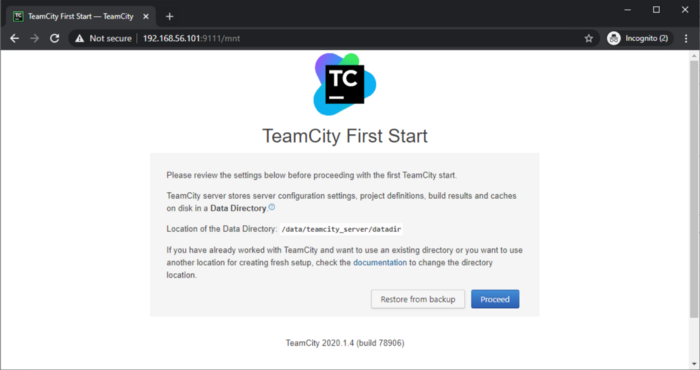 TeamCity First Start — TeamCity
Not secure
192.168.56.101:9111/mnt
Incognito (2)
TC
TeamCity First Start
Please review the settings below before proceeding with the first TeamCity start.
TeamCity server stores server configuration settings, project definitions, build results and caches
on disk in a Data Directory.
Location of the Data Directory: /data/teamcity_server/datadir
If you have already worked with TeamCity and want to use an existing directory or you want to use
another location for creating fresh setup, check the documentation to change the directory
location.
Restore from backup
Proceed
TeamCity 2020.1.4 (build 78906)